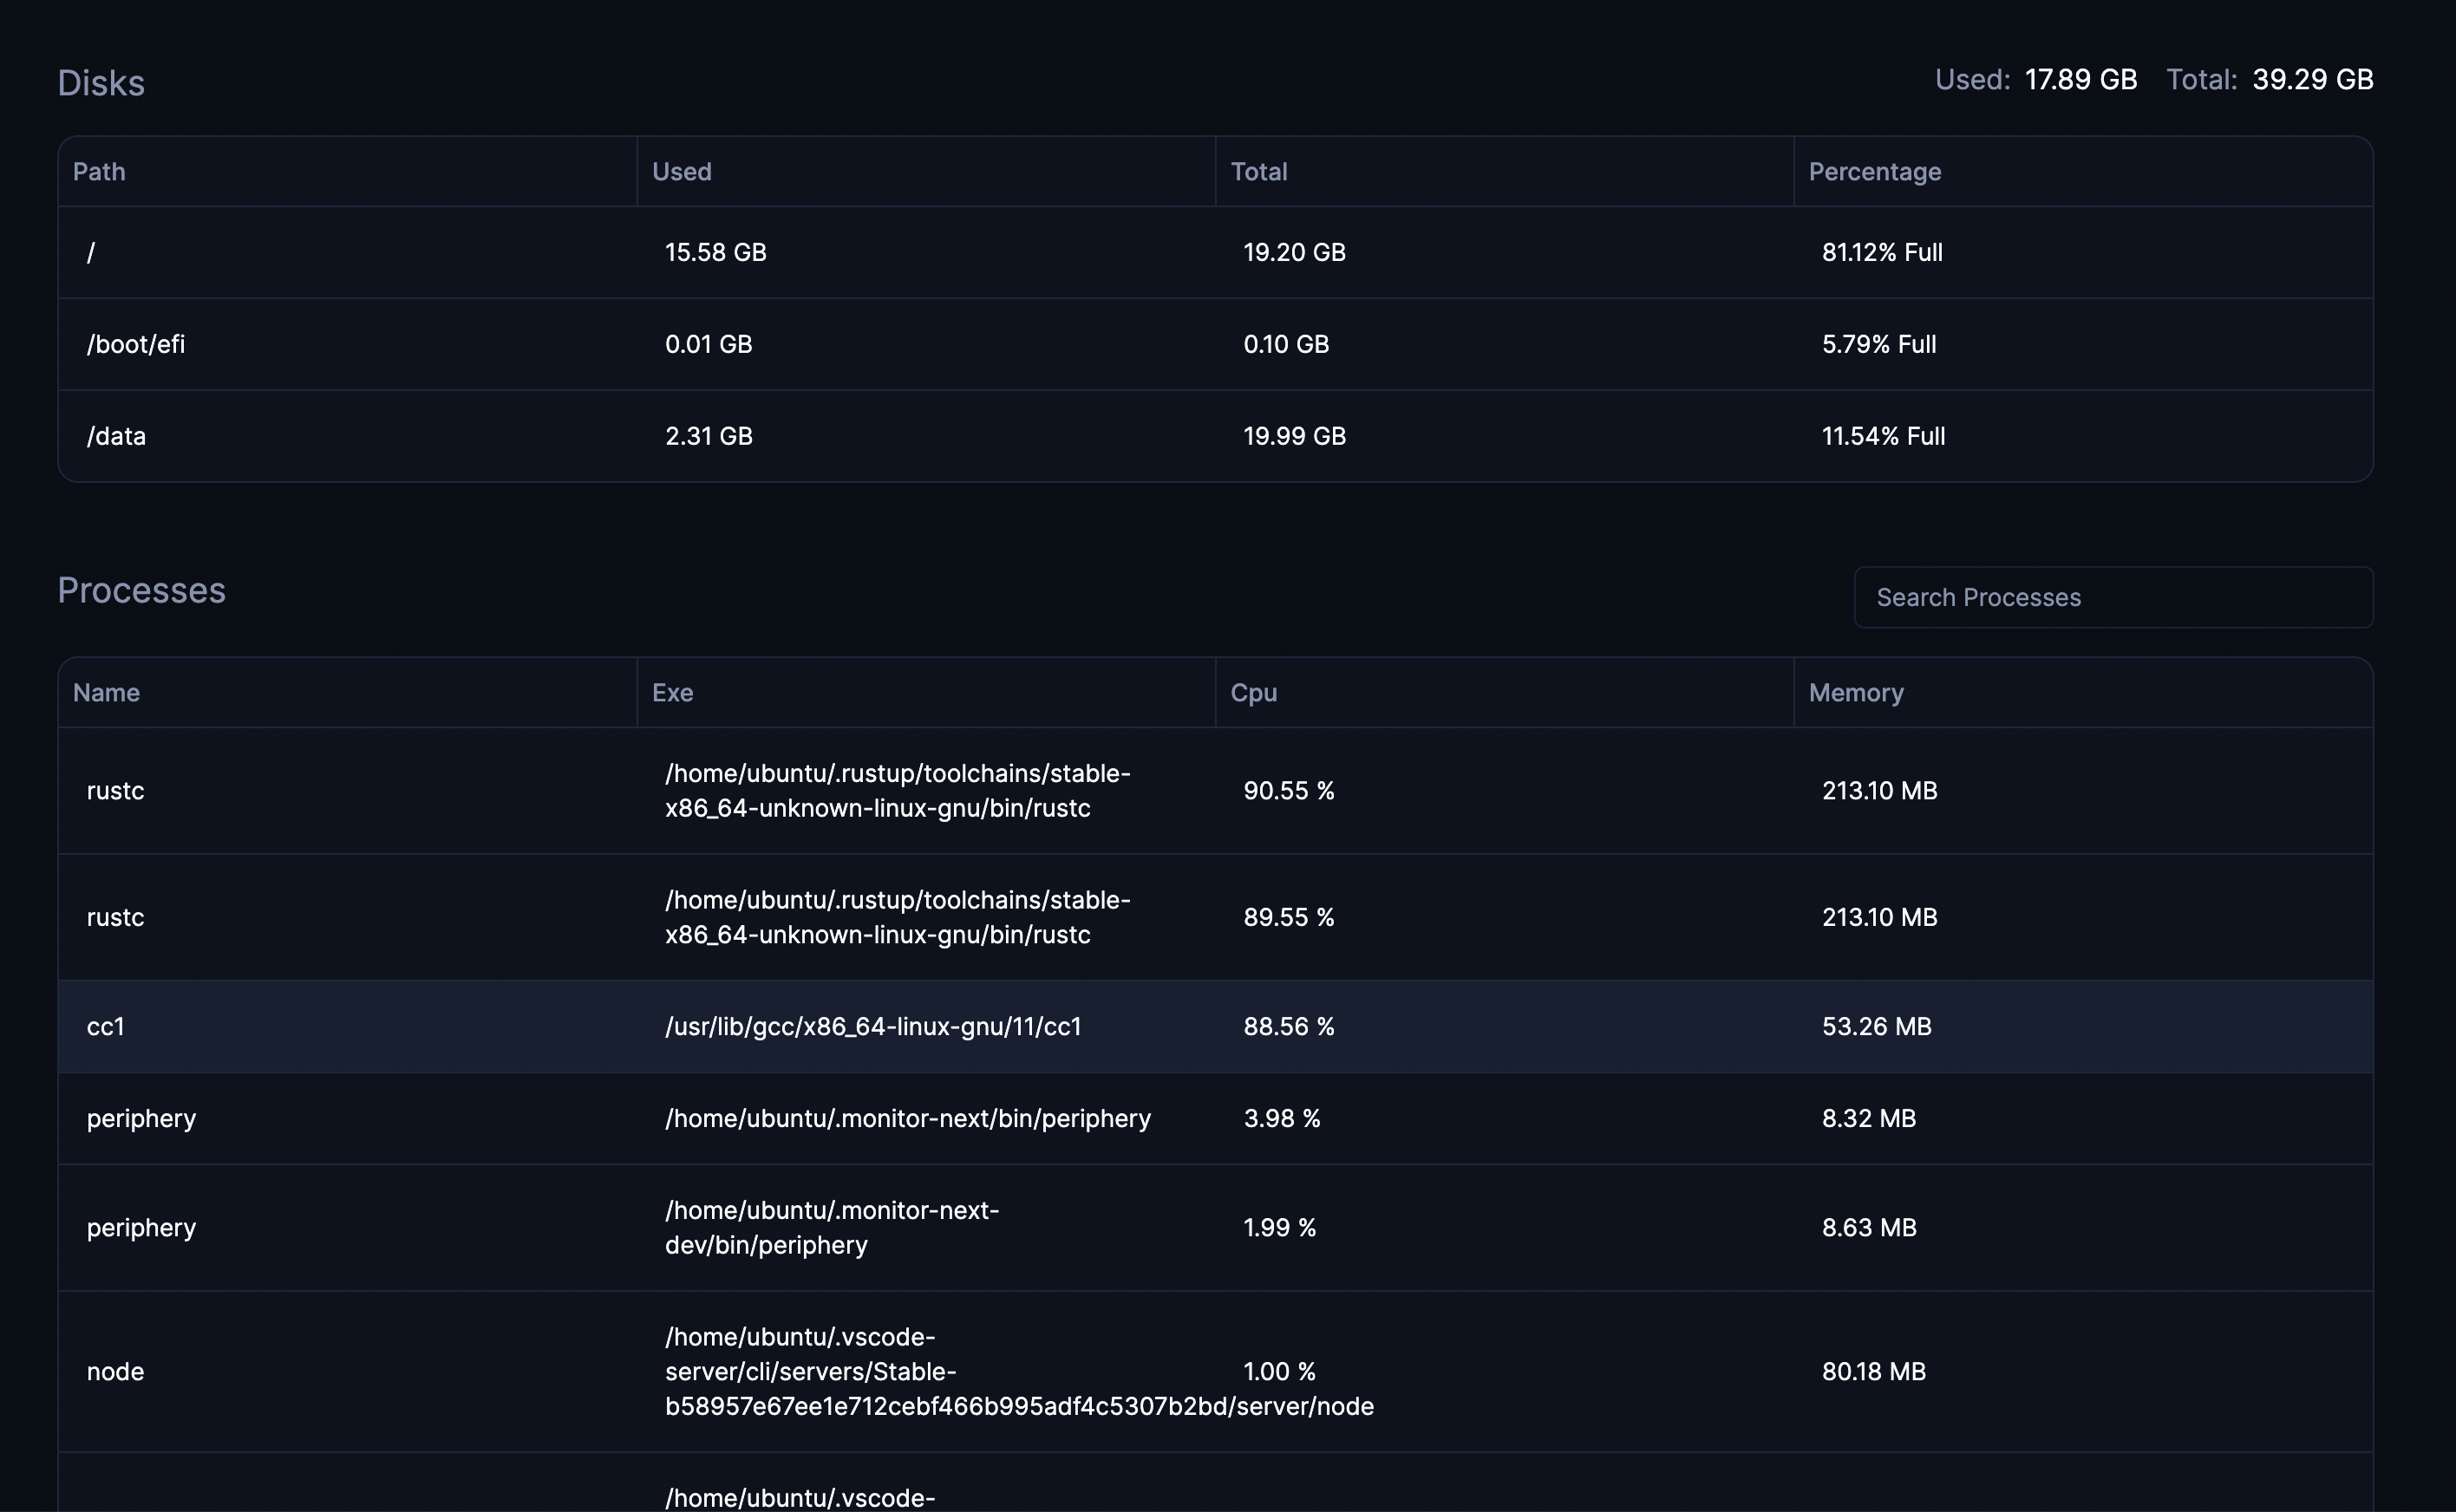 Disks
Used: 17.89 GB Total: 39.29 GB
Path Used Total Percentage
/ 15.58 GB 19.20 GB 81.12% Full
/boot/efi 0.01 GB 0.10 GB 5.79% Full
/data 2.31 GB 19.99 GB 11.54% Full
Processes
Search Processes
Name Exe Cpu Memory
rustc /home/ubuntu/.rustup/toolchains/stable-
x86_64-unknown-linux-gnu/bin/rustc 90.55 % 213.10 MB
rustc /home/ubuntu/.rustup/toolchains/stable-
x86_64-unknown-linux-gnu/bin/rustc 89.55 % 213.10 MB
cc1 /usr/lib/gcc/x86_64-linux-gnu/11/cc1 88.56 % 53.26 MB
periphery /home/ubuntu/.monitor-next/bin/periphery 3.98 % 8.32 MB
periphery /home/ubuntu/.monitor-next-
dev/bin/periphery 1.99 % 8.63 MB
/home/ubuntu/.vscode-
node server/cli/servers/Stable- 1.00 % 80.18 MB
b58957e67ee1e712cebf466b995adf4c5307b2bd/server/node
/home/ubuntu/.vscode-